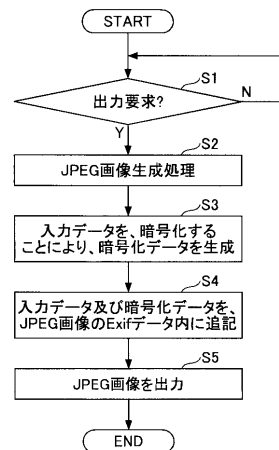 START
S1
出力要求?
N
Y
S2
JPEG画像生成処理
S3
入力データを、暗号化する
ことにより、暗号化データを生成
S4
入力データ及び暗号化データを、
JPEG画像のExifデータ内に追記
S5
JPEG画像を出力
END